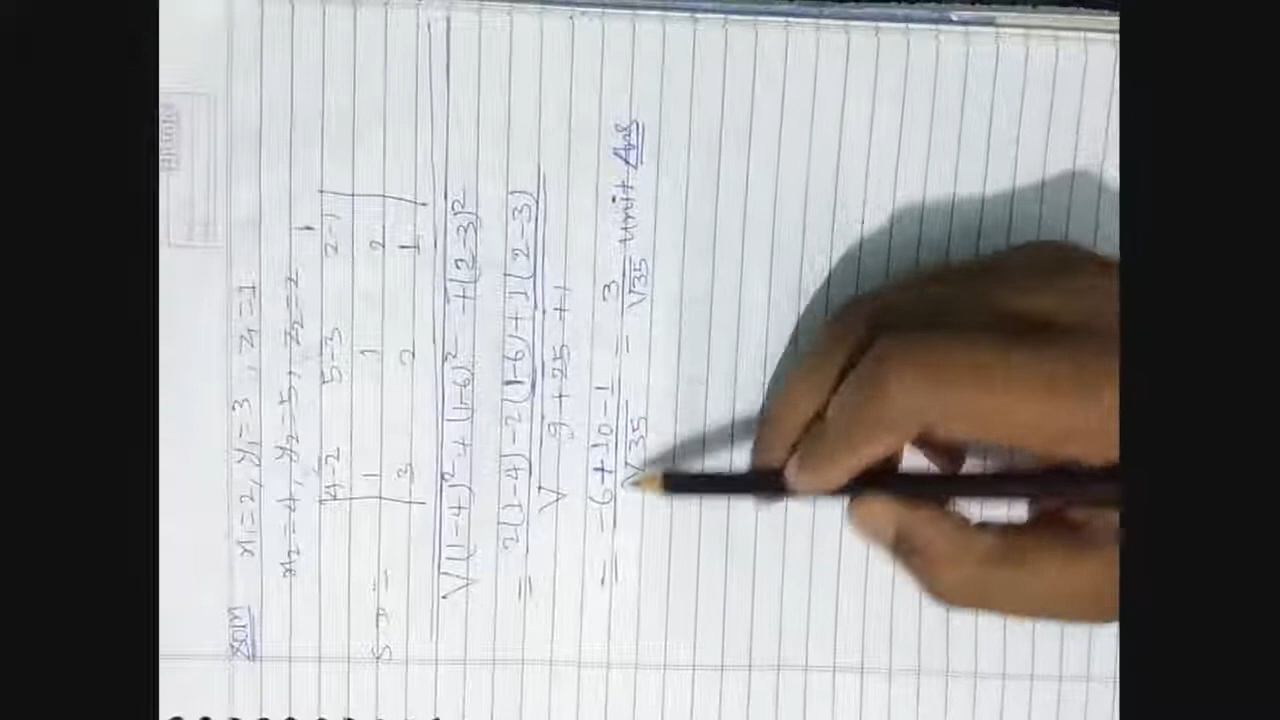 Soln x₁=2, y₁=3, z₁=1
x₂=4, y₂=5, z₂=2
4-2 5-3 2-1
S.D = 1 1 2
3 2 1
√(1-4)²+(1-6)²+(2-3)²
= 2(1-4)-2(1-6)+1(2-3)
√ 9+25+1
= -6+10-1 = 3 unit Ans
√35 √35